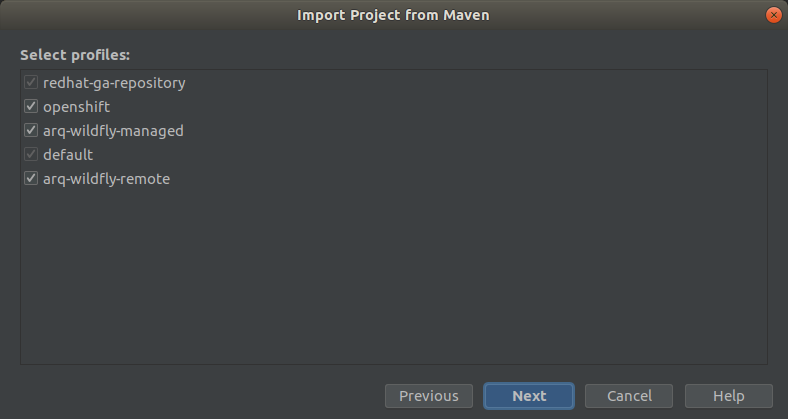 Import Project from Maven
Select profiles:
redhat-ga-repository
openshift
arq-wildfly-managed
default
arq-wildfly-remote
Previous Next Cancel Help